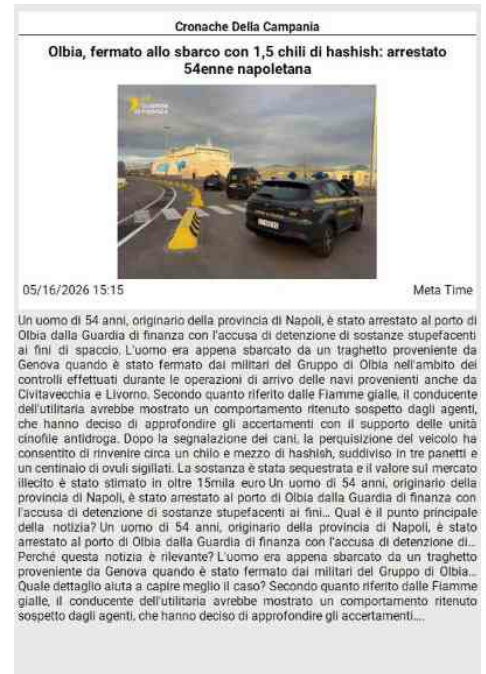 Cronache Della Campania
Olbia, fermato allo sbarco con 1,5 chili di hashish: arrestato
54enne napoletana
05/16/2026 15:15
Meta Time
Un uomo di 54 anni, originario della provincia di Napoli, è stato arrestato al porto di
Olbia dalla Guardia di finanza con l'accusa di detenzione di sostanze stupefacenti
ai fini di spaccio. L'uomo era appena sbarcato da un traghetto proveniente da
Genova quando è stato fermato dai militari del Gruppo di Olbia nell'ambito dei
controlli effettuati durante le operazioni di arrivo delle navi provenienti anche da
Civitavecchia e Livorno. Secondo quanto riferito dalle Fiamme gialle, il conducente
dell'utilitaria avrebbe mostrato un comportamento ritenuto sospetto dagli agenti,
che hanno deciso di approfondire gli accertamenti con il supporto delle unità
cinofile antidroga. Dopo la segnalazione dei cani, la perquisizione del veicolo ha
consentito di rinvenire circa un chilo e mezzo di hashish, suddiviso in tre panetti e
un centinaio di ovuli sigillati. La sostanza è stata sequestrata e il valore sul mercato
illecito è stato stimato in oltre 15mila euro Un uomo di 54 anni, originario della
provincia di Napoli, è stato arrestato al porto di Olbia dalla Guardia di finanza con
l'accusa di detenzione di sostanze stupefacenti ai fini... Qual è il punto principale
della notizia? Un uomo di 54 anni, originario della provincia di Napoli, è stato
arrestato al porto di Olbia dalla Guardia di finanza con l'accusa di detenzione di...
Perché questa notizia è rilevante? L'uomo era appena sbarcato da un traghetto
proveniente da Genova quando è stato fermato dai militari del Gruppo di Olbia...
Quale dettaglio aiuta a capire meglio il caso? Secondo quanto riferito dalle Fiamme
gialle, il conducente dell'utilitaria avrebbe mostrato un comportamento ritenuto
sospetto dagli agenti, che hanno deciso di approfondire gli accertamenti....